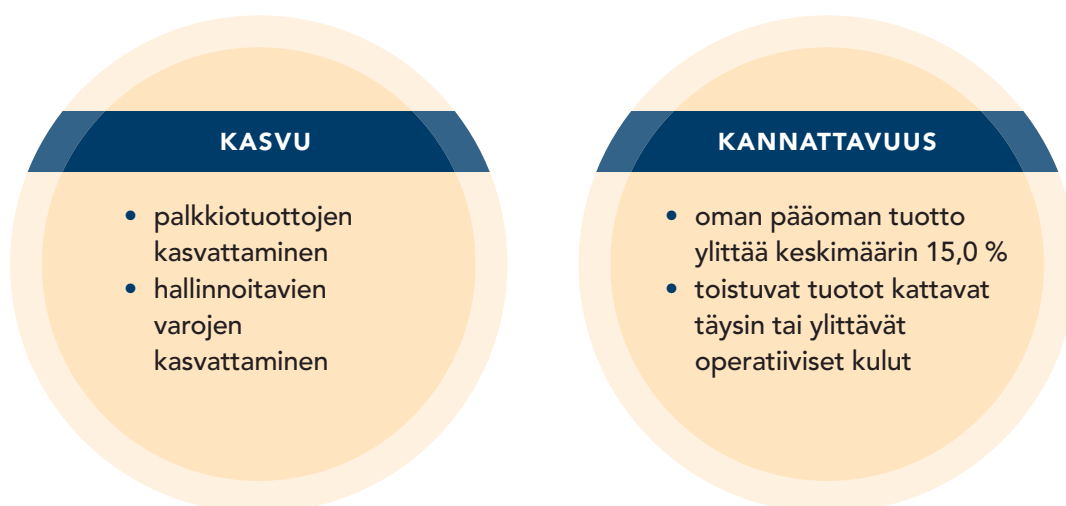 KASVU
• palkkiotuottojen
kasvattaminen
• hallinnoitavien
varojen
kasvattaminen
KANNATTAVUUS
• oman pääoman tuotto
ylittää keskimäärin 15,0 %
• toistuvat tuotot kattavat
täysin tai ylittävät
operatiiviset kulut